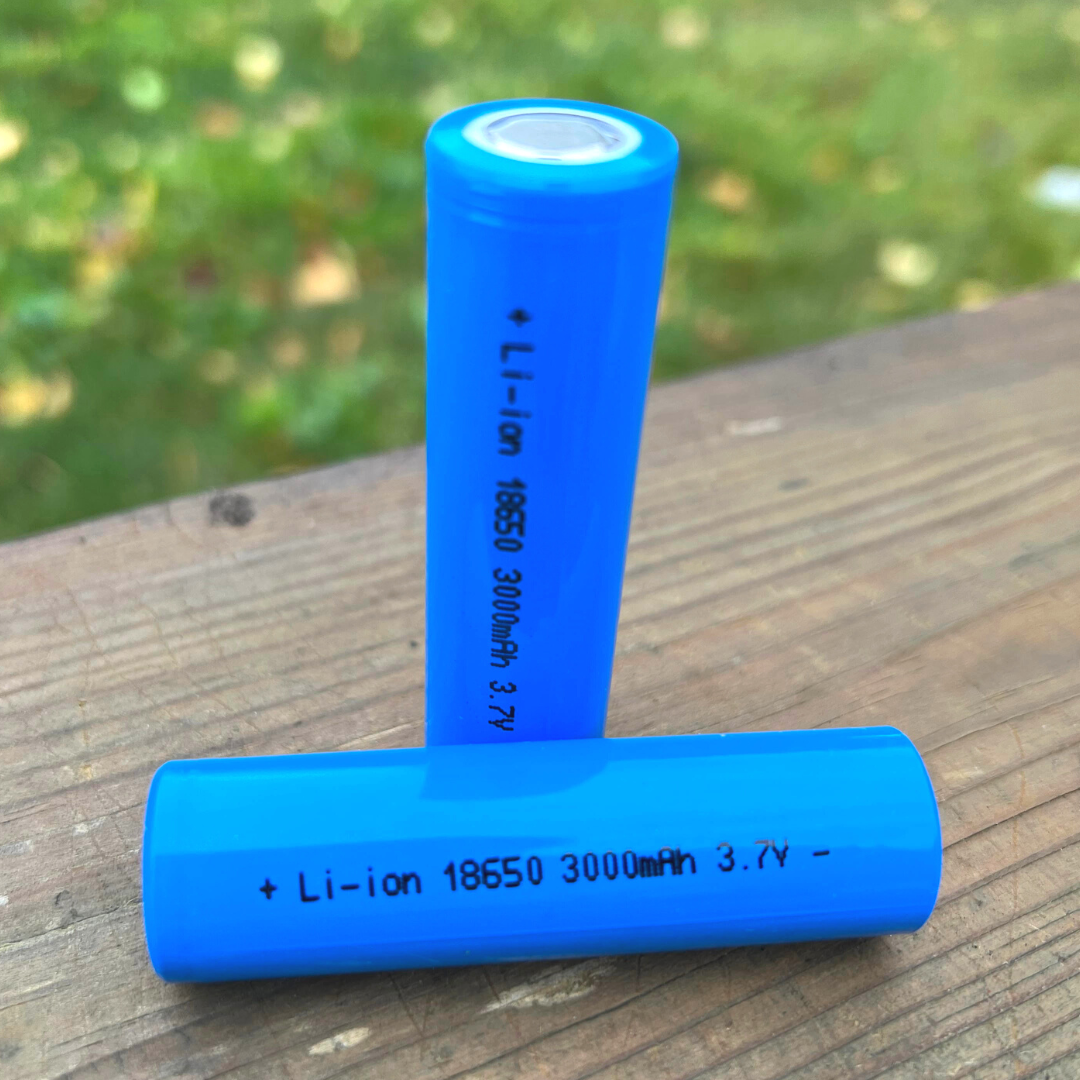 + Li-ion 18650 3000mAh 3.7V
+ Li-ion 18650 3000mAh 3.7V -